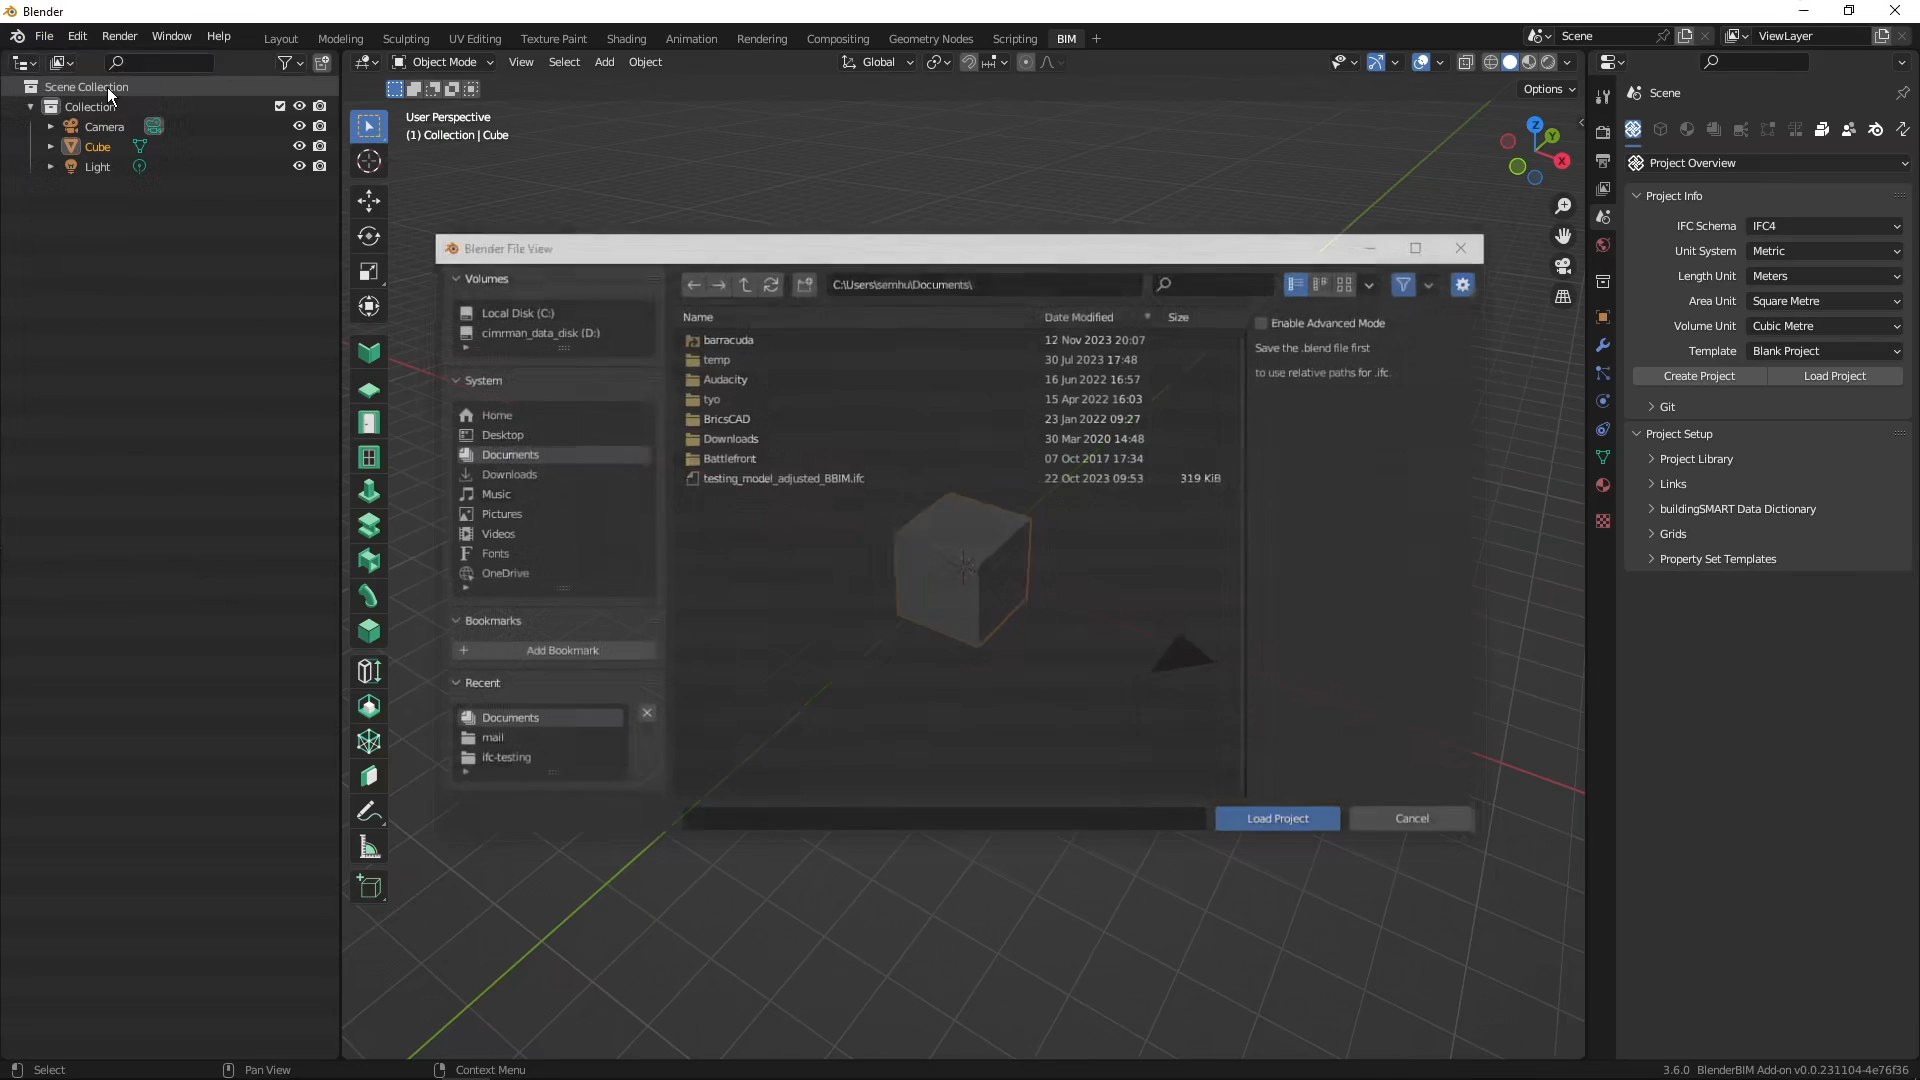 Blender
File Edit Render Window Help
Layout Modeling Sculpting UV Editing Texture Paint Shading Animation Rendering Compositing Geometry Nodes Scripting BIM +
Scene
ViewLayer
Object Mode View Select Add Object
Global
Options
Scene Collection
Collection
Camera
Cube
Light
User Perspective
(1) Collection | Cube
Z
Y
X
Blender File View
Volumes
Local Disk (C:)
cimrman_data_disk (D:)
System
Home
Desktop
Documents
Downloads
Music
Pictures
Videos
Fonts
OneDrive
Bookmarks
+ Add Bookmark
Recent
Documents
mail
ifc-testing
C:\Users\semhu\Documents\
Name Date Modified Size
barracuda 12 Nov 2023 20:07
temp 30 Jul 2023 17:48
Audacity 16 Jun 2022 16:57
tyo 15 Apr 2022 16:03
BricsCAD 23 Jan 2022 09:27
Downloads 30 Mar 2020 14:48
Battlefront 07 Oct 2017 17:34
testing_model_adjusted_BBIM.ifc 22 Oct 2023 09:53 319 KiB
Enable Advanced Mode
Save the .blend file first
to use relative paths for .ifc.
Load Project
Cancel
Scene
Project Overview
Project Info
IFC Schema IFC4
Unit System Metric
Length Unit Meters
Area Unit Square Metre
Volume Unit Cubic Metre
Template Blank Project
Create Project Load Project
Git
Project Setup
Project Library
Links
buildingSMART Data Dictionary
Grids
Property Set Templates
Select
Pan View
Context Menu
3.6.0 BlenderBIM Add-on v0.0.231104-4e76f36